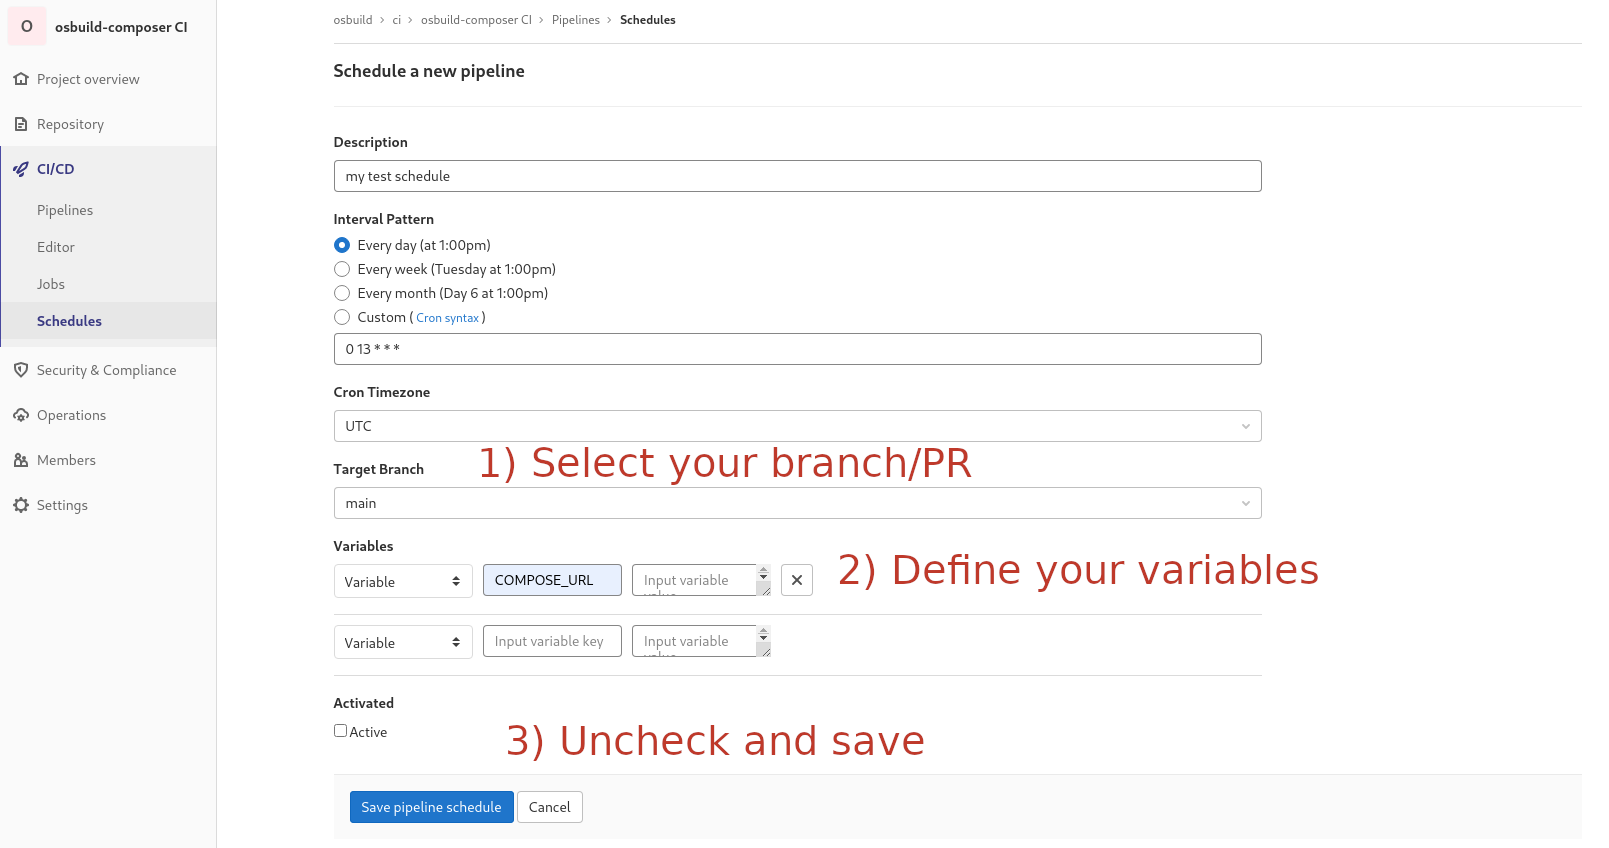 O osbuild-composer CI
Project overview
Repository
CI/CD
Pipelines
Editor
Jobs
Schedules
Security & Compliance
Operations
Members
Settings
osbuild › ci › osbuild-composer CI › Pipelines › Schedules
Schedule a new pipeline
Description
my test schedule
Interval Pattern
Every day (at 1:00pm)
Every week (Tuesday at 1:00pm)
Every month (Day 6 at 1:00pm)
Custom ( Cron syntax )
0 13 * * *
Cron Timezone
UTC
Target Branch
1) Select your branch/PR
main
Variables
Variable COMPOSE_URL Input variable
value
2) Define your variables
Variable Input variable key Input variable
value
Activated
Active
3) Uncheck and save
Save pipeline schedule Cancel